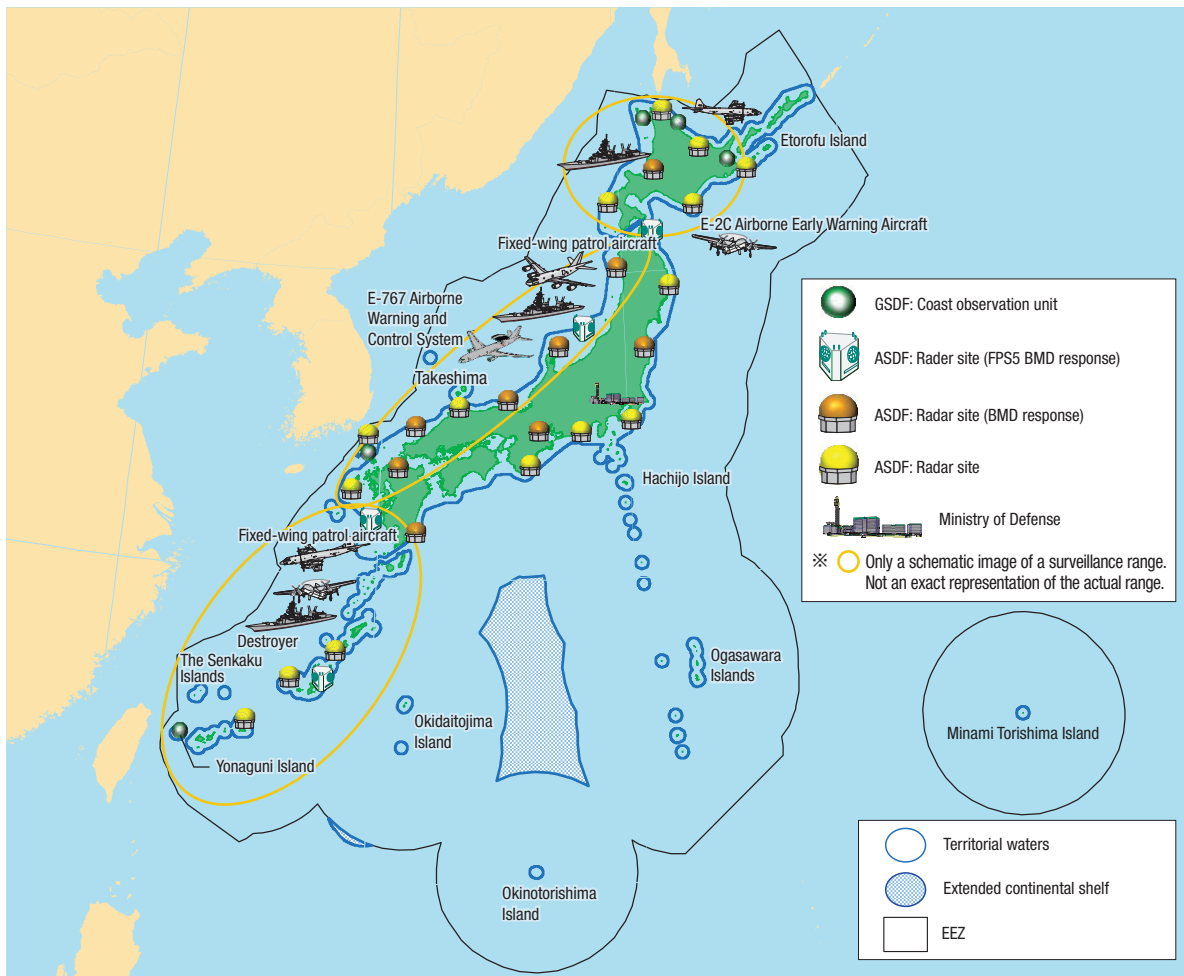 Etorofu Island
E-2C Airborne Early Warning Aircraft
Fixed-wing patrol aircraft
E-767 Airborne
Warning and
Control System
Takeshima
Hachijo Island
Fixed-wing patrol aircraft
Destroyer
The Senkaku
Islands
Ogasawara
Islands
Okidaitojima
Island
Minami Torishima Island
Yonaguni Island
Okinotorishima
Island
GSDF: Coast observation unit
ASDF: Rader site (FPS5 BMD response)
ASDF: Radar site (BMD response)
ASDF: Radar site
Ministry of Defense
※ Only a schematic image of a surveillance range.
Not an exact representation of the actual range.
Territorial waters
Extended continental shelf
EEZ